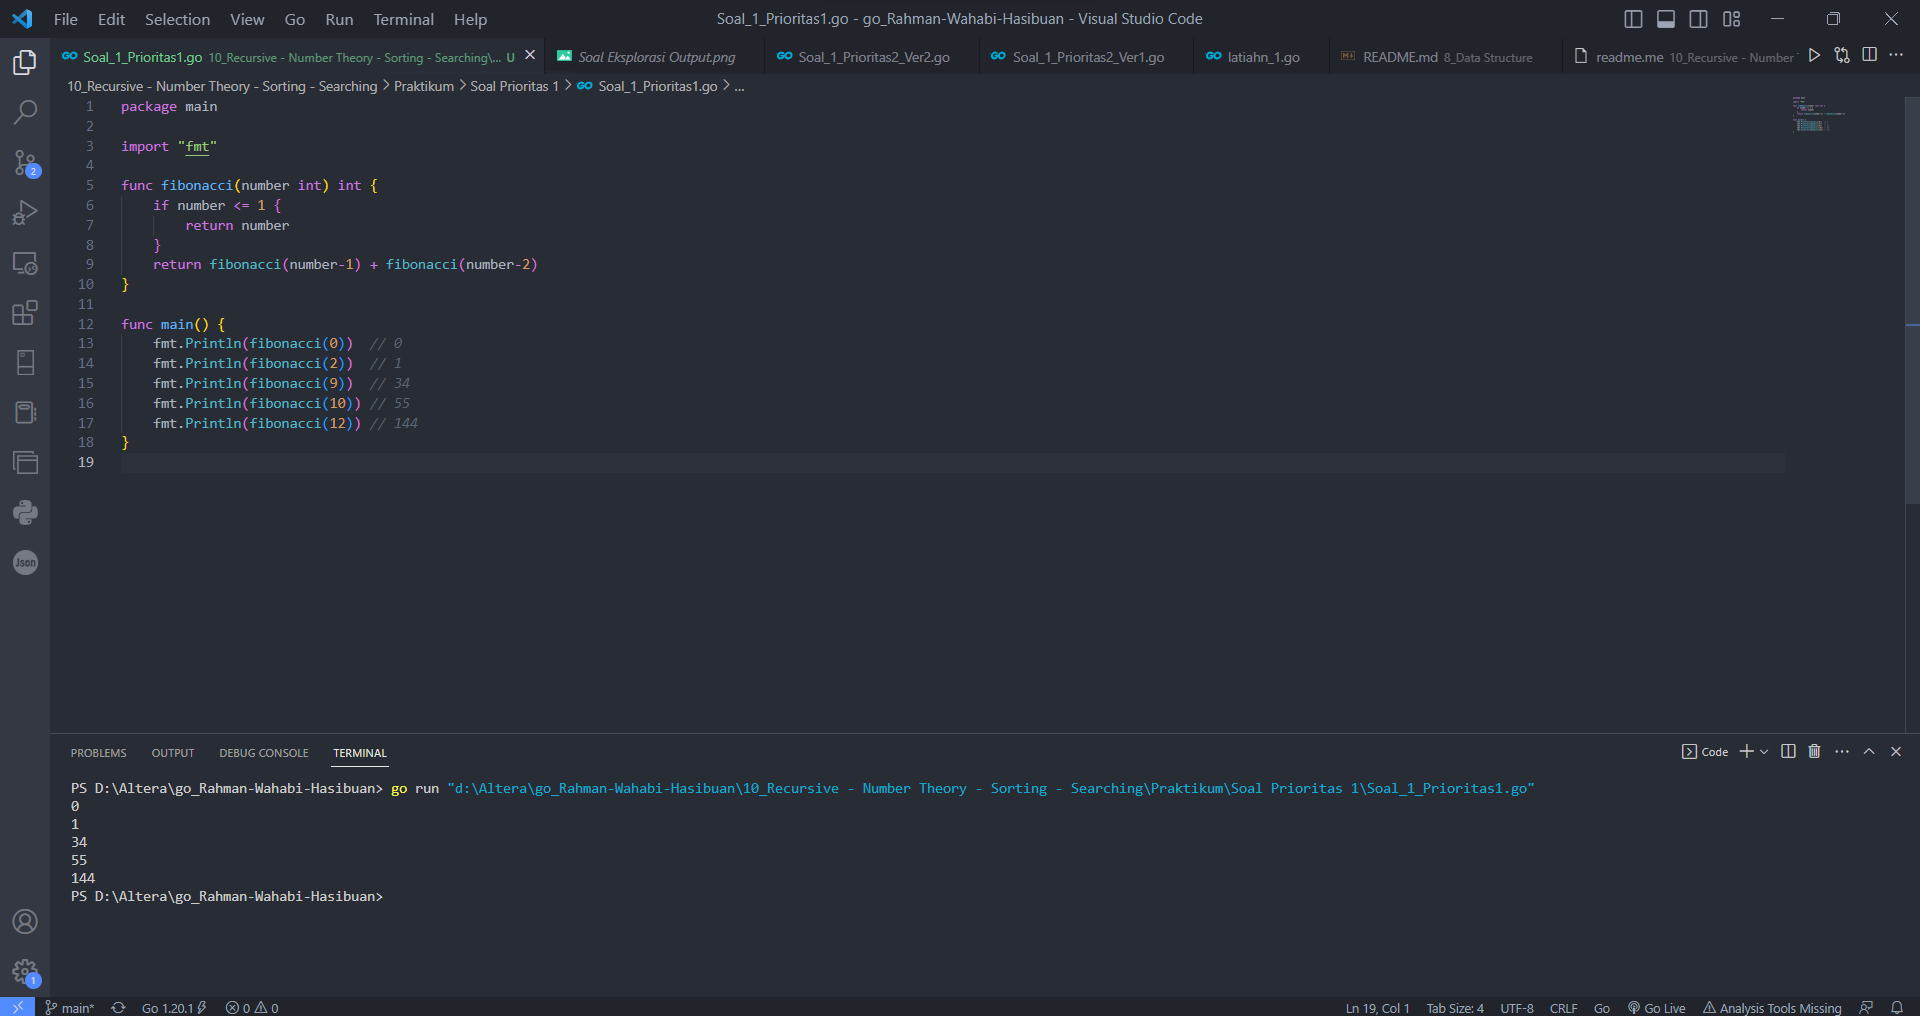 File Edit Selection View Go Run Terminal Help
Soal_1_Prioritas1.go - go_Rahman-Wahabi-Hasibuan - Visual Studio Code
GO Soal_1_Prioritas1.go 10_Recursive - Number Theory - Sorting - Searching\... U
Soal Eksplorasi Output.png
GO Soal_1_Prioritas2_Ver2.go
GO Soal_1_Prioritas2_Ver1.go
GO latiahn_1.go
README.md 8_Data Structure
readme.me 10_Recursive - Number
10_Recursive - Number Theory - Sorting - Searching > Praktikum > Soal Prioritas 1 > GO Soal_1_Prioritas1.go > ...
1 package main
2
3 import "fmt"
4
5 func fibonacci(number int) int {
6 if number <= 1 {
7 return number
8 }
9 return fibonacci(number-1) + fibonacci(number-2)
10 }
11
12 func main() {
13 fmt.Println(fibonacci(0)) // 0
14 fmt.Println(fibonacci(2)) // 1
15 fmt.Println(fibonacci(9)) // 34
16 fmt.Println(fibonacci(10)) // 55
17 fmt.Println(fibonacci(12)) // 144
18 }
19
2
Json
1
PROBLEMS OUTPUT DEBUG CONSOLE TERMINAL
Code
PS D:\Altera\go_Rahman-Wahabi-Hasibuan> go run "d:\Altera\go_Rahman-Wahabi-Hasibuan\10_Recursive - Number Theory - Sorting - Searching\Praktikum\Soal Prioritas 1\Soal_1_Prioritas1.go"
0
1
34
55
144
PS D:\Altera\go_Rahman-Wahabi-Hasibuan>
main* Go 1.20.1 0 0
Ln 19, Col 1 Tab Size: 4 UTF-8 CRLF Go Go Live Analysis Tools Missing